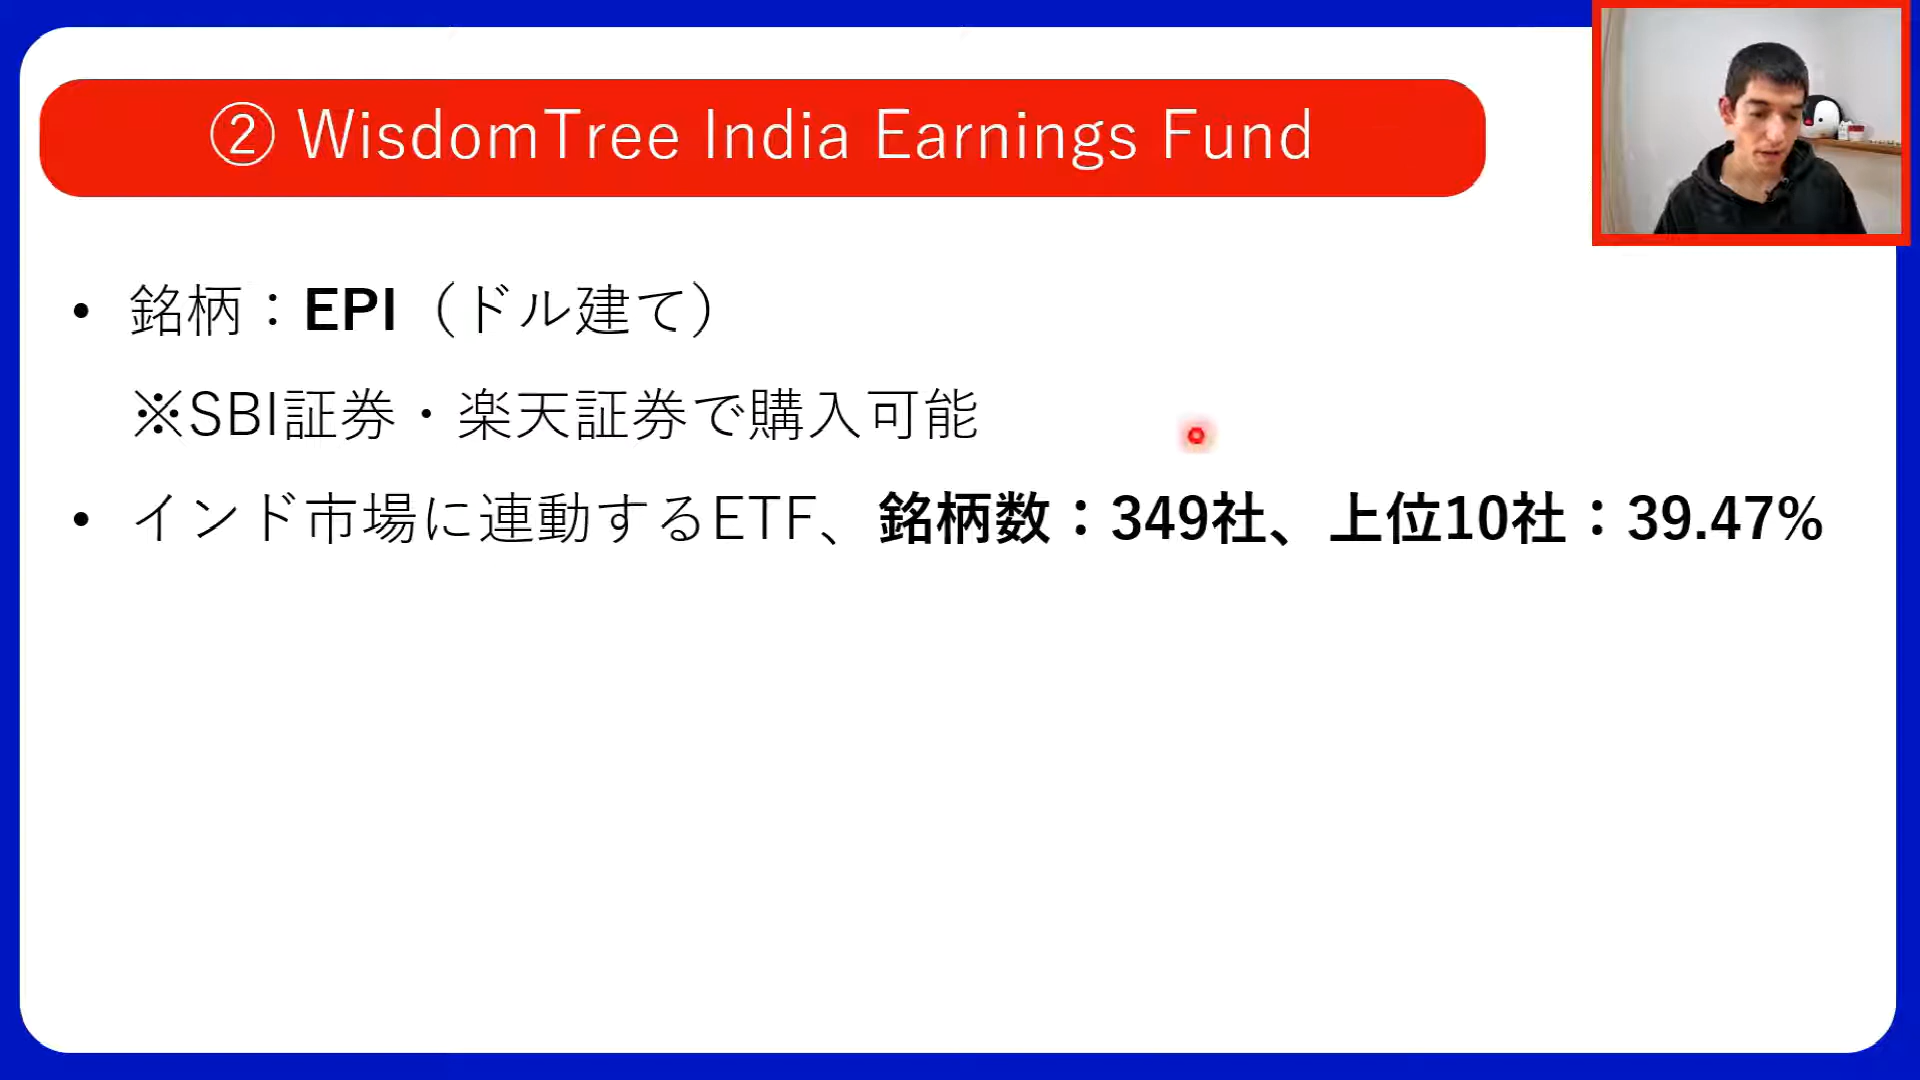 ② WisdomTree India Earnings Fund
• 銘柄：EPI（ドル建て）
※SBI証券・楽天証券で購入可能
• インド市場に連動するETF、銘柄数：349社、上位10社：39.47%